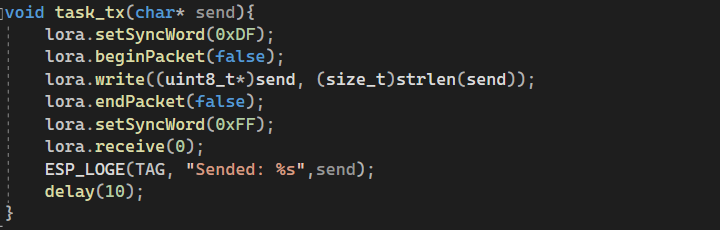 void task_tx(char* send){
    lora.setSyncWord(0xDF);
    lora.beginPacket(false);
    lora.write((uint8_t*)send, (size_t)strlen(send));
    lora.endPacket(false);
    lora.setSyncWord(0xFF);
    lora.receive(0);
    ESP_LOGE(TAG, "Sended: %s",send);
    delay(10);
}